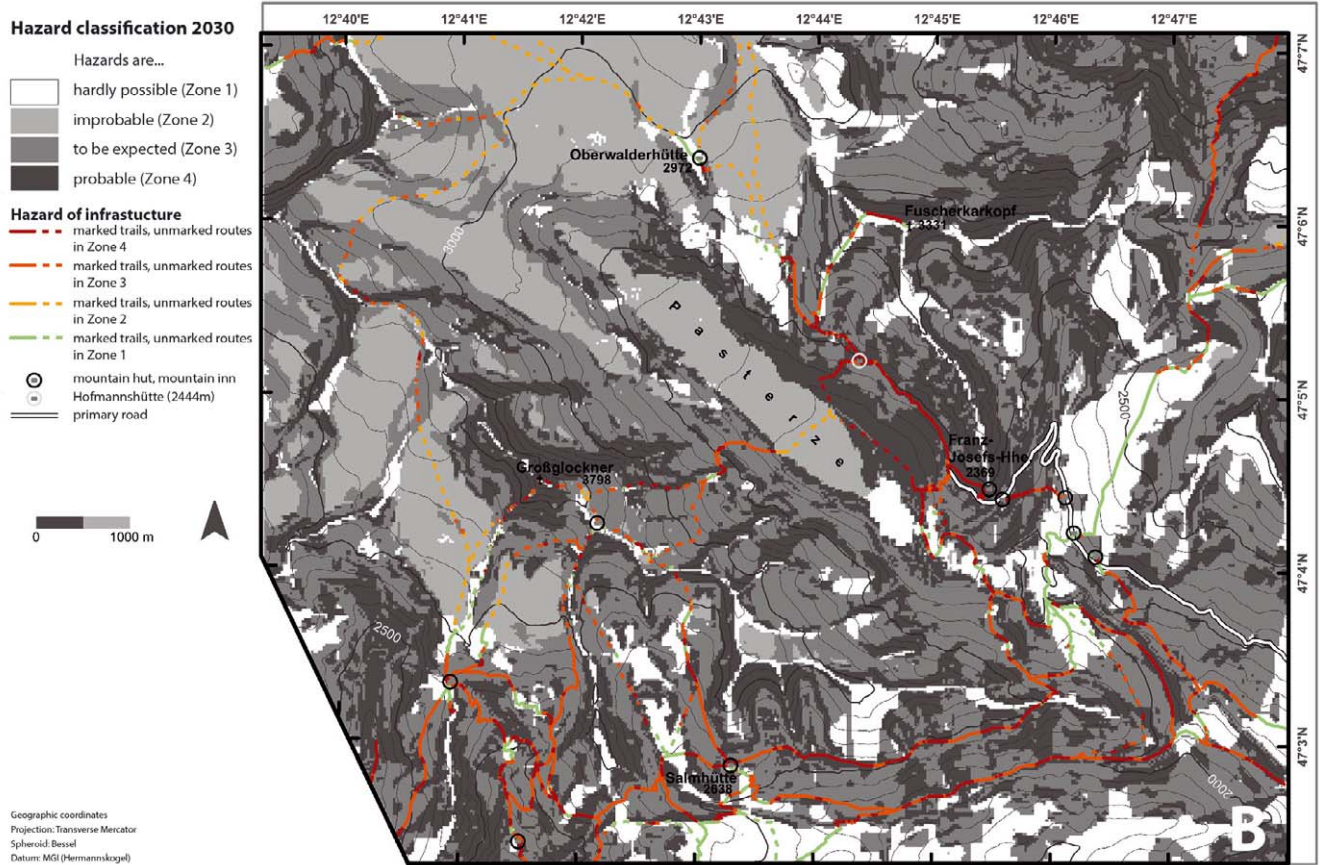 Hazard classification 2030
Hazards are...
hardly possible (Zone 1)
improbable (Zone 2)
to be expected (Zone 3)
probable (Zone 4)
Hazard of infrastucture
marked trails, unmarked routes
in Zone 4
marked trails, unmarked routes
in Zone 3
marked trails, unmarked routes
in Zone 2
marked trails, unmarked routes
in Zone 1
mountain hut, mountain inn
Hofmannshütte (2444m)
primary road
0 1000 m
Geographic coordinates
Projection: Transverse Mercator
Spheroid: Bessel
Datum: MGI (Hermannskogel)
12°40'E 12°41'E 12°42'E 12°43'E 12°44'E 12°45'E 12°46'E 12°47'E
47°7'N
47°6'N
47°5'N
47°4'N
47°3'N
Oberwalderhütte
2972
Fuscherkarkopf
3331
3000
Pasterze
2500
Franz-
Josefs-Hhe
2369
Großglockner
3798
2500
Salmhütte
2638
2000
B